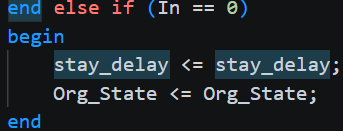 end else if (In == 0)
begin
stay_delay <= stay_delay;
Org_State <= Org_State;
end